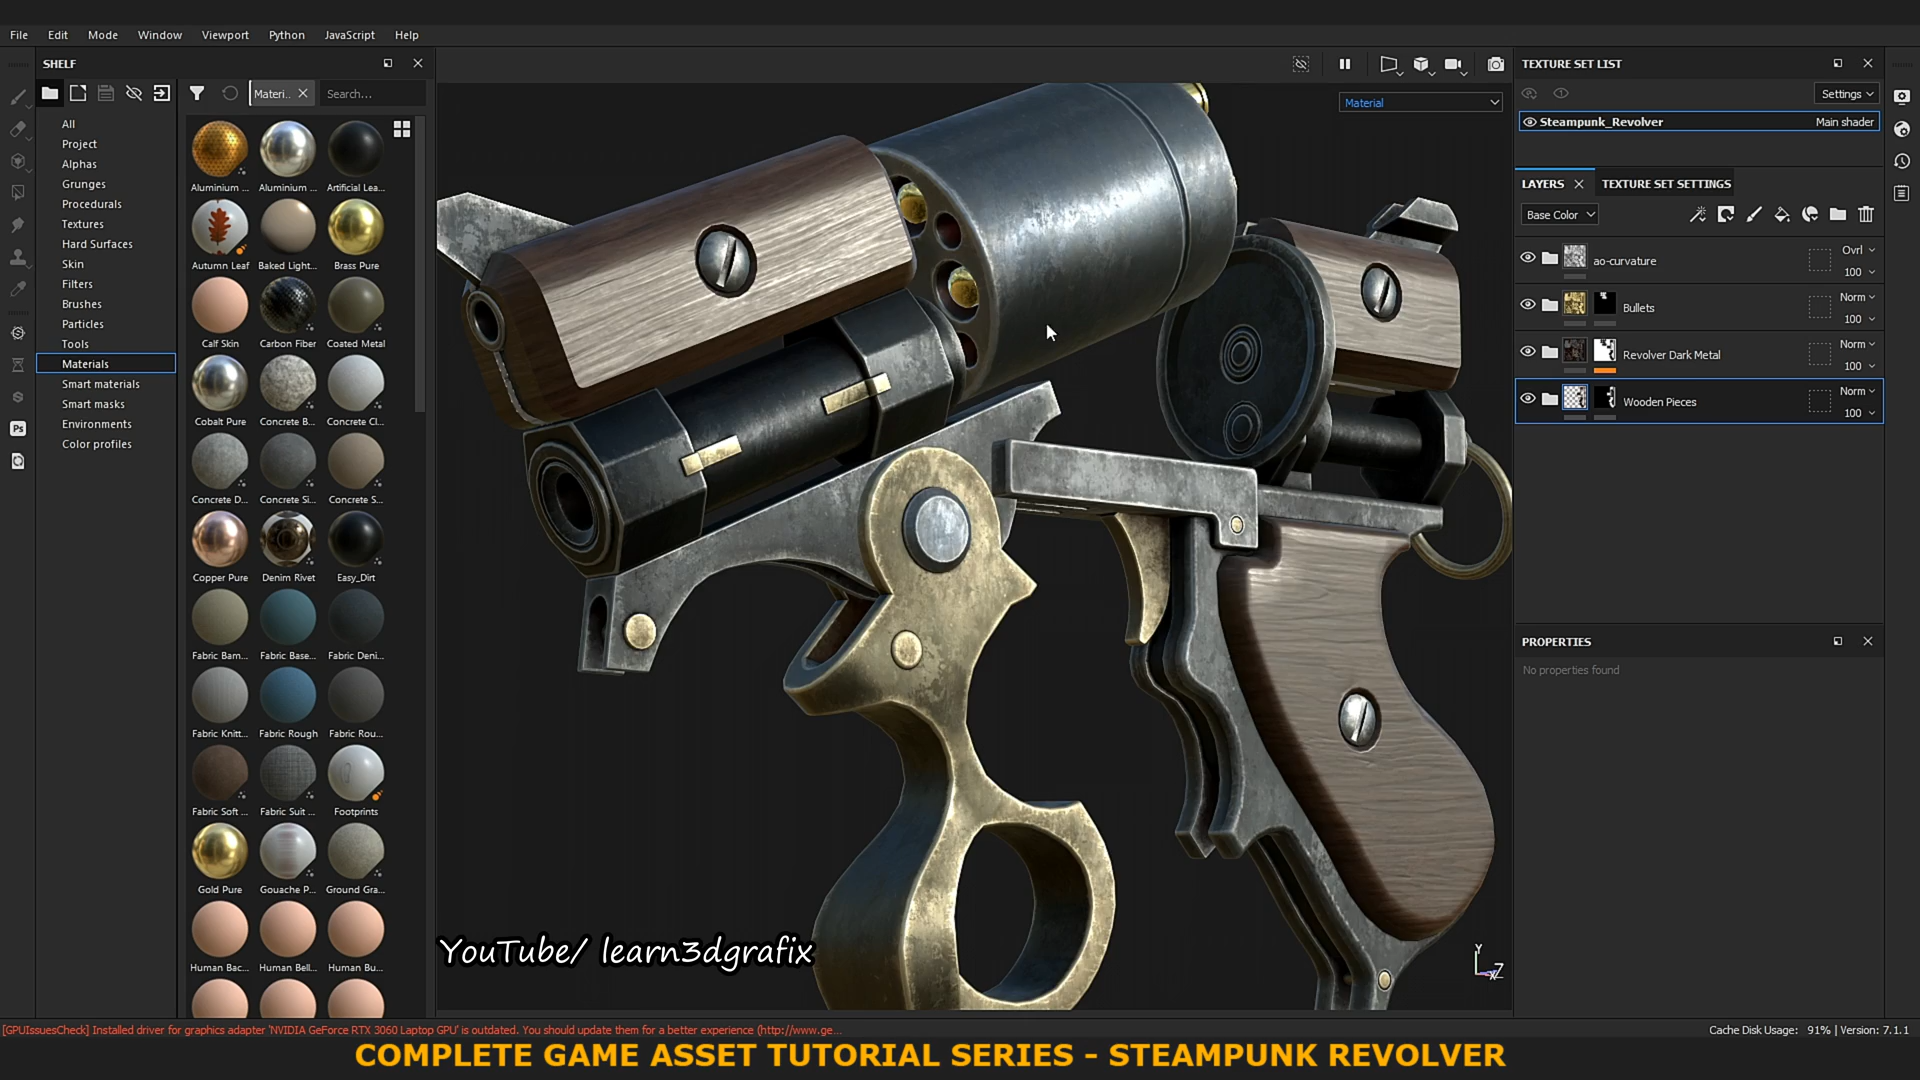 File Edit Mode Window Viewport Python JavaScript Help
SHELF
Materi.. Search...
All
Project
Alphas
Grunges
Procedurals
Textures
Hard Surfaces
Skin
Filters
Brushes
Particles
Tools
Materials
Smart materials
Smart masks
Environments
Color profiles
Aluminium ... Aluminium ... Artificial Lea...
Autumn Leaf Baked Light... Brass Pure
Calf Skin Carbon Fiber Coated Metal
Cobalt Pure Concrete B... Concrete Cl...
Concrete D... Concrete Si... Concrete S...
Copper Pure Denim Rivet Easy_Dirt
Fabric Bam... Fabric Base... Fabric Deni...
Fabric Knitt... Fabric Rough Fabric Rou...
Fabric Soft ... Fabric Suit ... Footprints
Gold Pure Gouache P... Ground Gra...
Human Bac... Human Bell... Human Bu...
Ps
Material
YouTube/ learn3dgrafix
Y
Z
TEXTURE SET LIST
Settings
Steampunk_Revolver Main shader
LAYERS TEXTURE SET SETTINGS
Base Color
ao-curvature Ovrl
100
Bullets Norm
100
Revolver Dark Metal Norm
100
Wooden Pieces Norm
100
PROPERTIES
No properties found
[GPUIssuesCheck] Installed driver for graphics adapter 'NVIDIA GeForce RTX 3060 Laptop GPU' is outdated. You should update them for a better experience (http://www.ge...
Cache Disk Usage: 91% | Version: 7.1.1
COMPLETE GAME ASSET TUTORIAL SERIES - STEAMPUNK REVOLVER